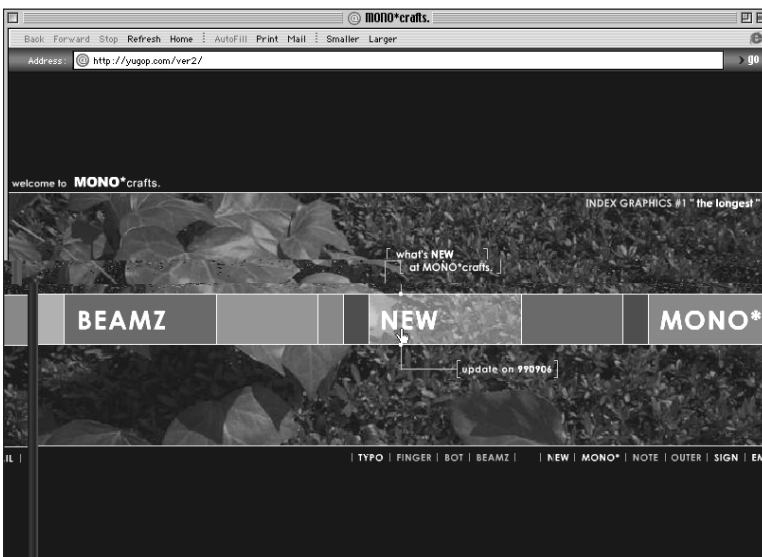 MONO*crafts.
Back Forward Stop Refresh Home AutoFill Print Mail Smaller Larger
Address: http://yugop.com/ver2/ go
welcome to MONO*crafts.
INDEX GRAPHICS #1 " the longest "
what's NEW
at MONO*crafts.
BEAMZ NEW MONO*
update on 990906
IL | | TYPO | FINGER | BOT | BEAMZ | | NEW | MONO* | NOTE | OUTER | SIGN | EM